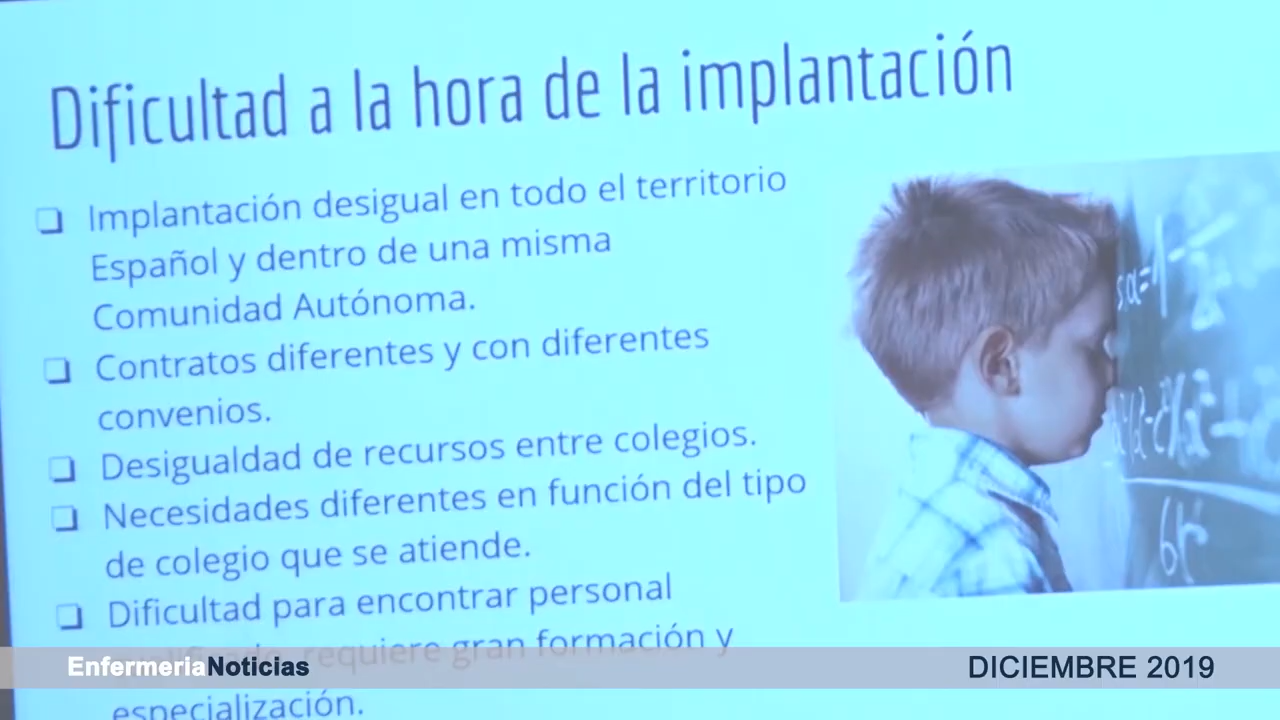 Dificultad a la hora de la implantación
Implantación desigual en todo el territorio
Español y dentro de una misma
Comunidad Autónoma.
Contratos diferentes y con diferentes
convenios.
Desigualdad de recursos entre colegios.
Necesidades diferentes en función del tipo
de colegio que se atiende.
Dificultad para encontrar personal
requiere gran formación y
especialización.
EnfermeriaNoticias
DICIEMBRE 2019
6r